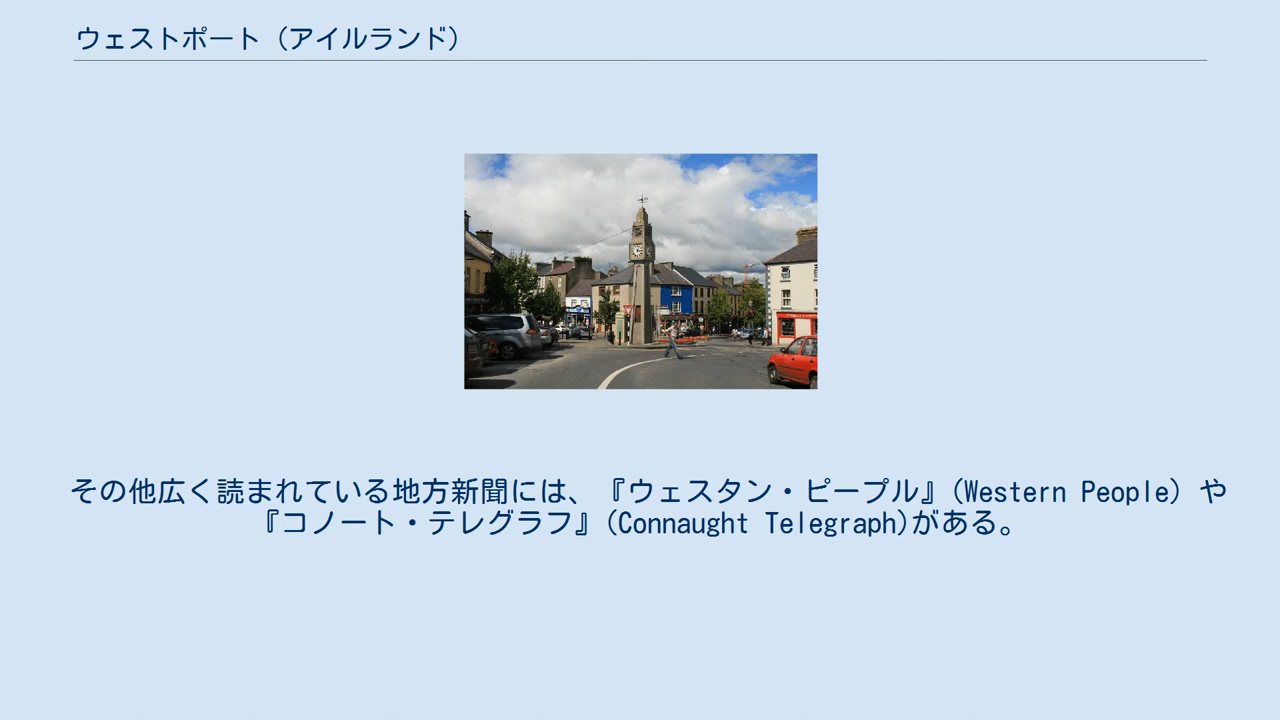 ウェストポート（アイルランド）
その他広く読まれている地方新聞には、『ウェスタン・ピープル』(Western People) や
『コノート・テレグラフ』(Connaught Telegraph)がある。